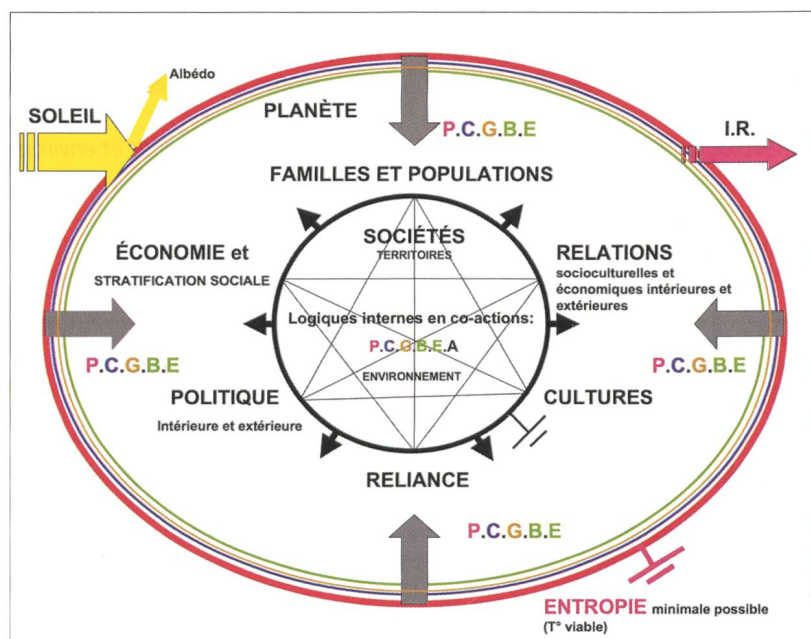 Albédo
SOLEIL
PLANÈTE
P.C.G.B.E
I.R.
FAMILLES ET POPULATIONS
SOCIÉTÉS
TERRITOIRES
ÉCONOMIE et
STRATIFICATION SOCIALE
RELATIONS
socioculturelles et
économiques intérieures et
extérieures
Logiques internes en co-actions:
P.C.G.B.E.A
ENVIRONNEMENT
P.C.G.B.E
P.C.G.B.E
POLITIQUE
Intérieure et extérieure
CULTURES
RELIANCE
P.C.G.B.E
ENTROPIE minimale possible
(T° viable)